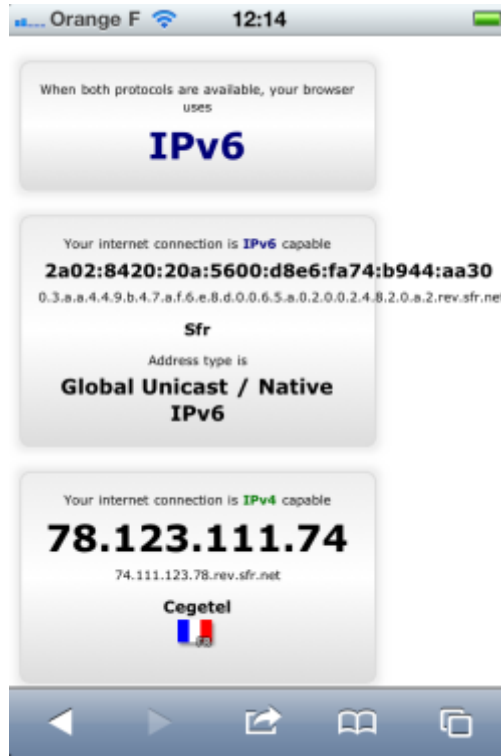 Orange F 12:14
When both protocols are available, your browser
uses
IPv6
Your internet connection is IPv6 capable
2a02:8420:20a:5600:d8e6:fa74:b944:aa30
0.3.a.a.4.4.9.b.4.7.a.f.6.e.8.d.0.0.6.5.a.0.2.0.0.2.4.8.2.0.a.2.rev.sfr.net
Sfr
Address type is
Global Unicast / Native
IPv6
Your internet connection is IPv4 capable
78.123.111.74
74.111.123.78.rev.sfr.net
Cegetel
FR